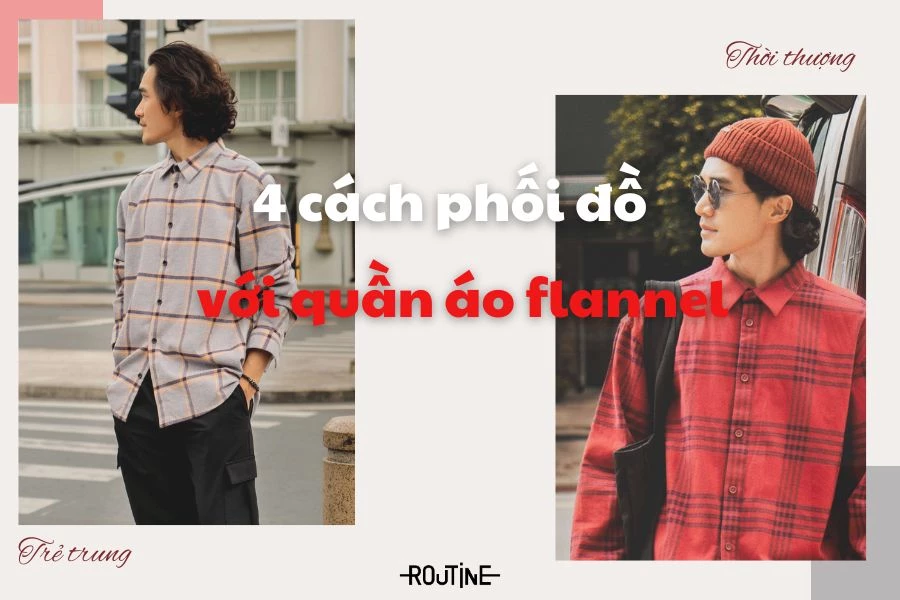 Thời thượng
4 cách phối đồ
với quần áo flannel
Trẻ trung
ROUTINE